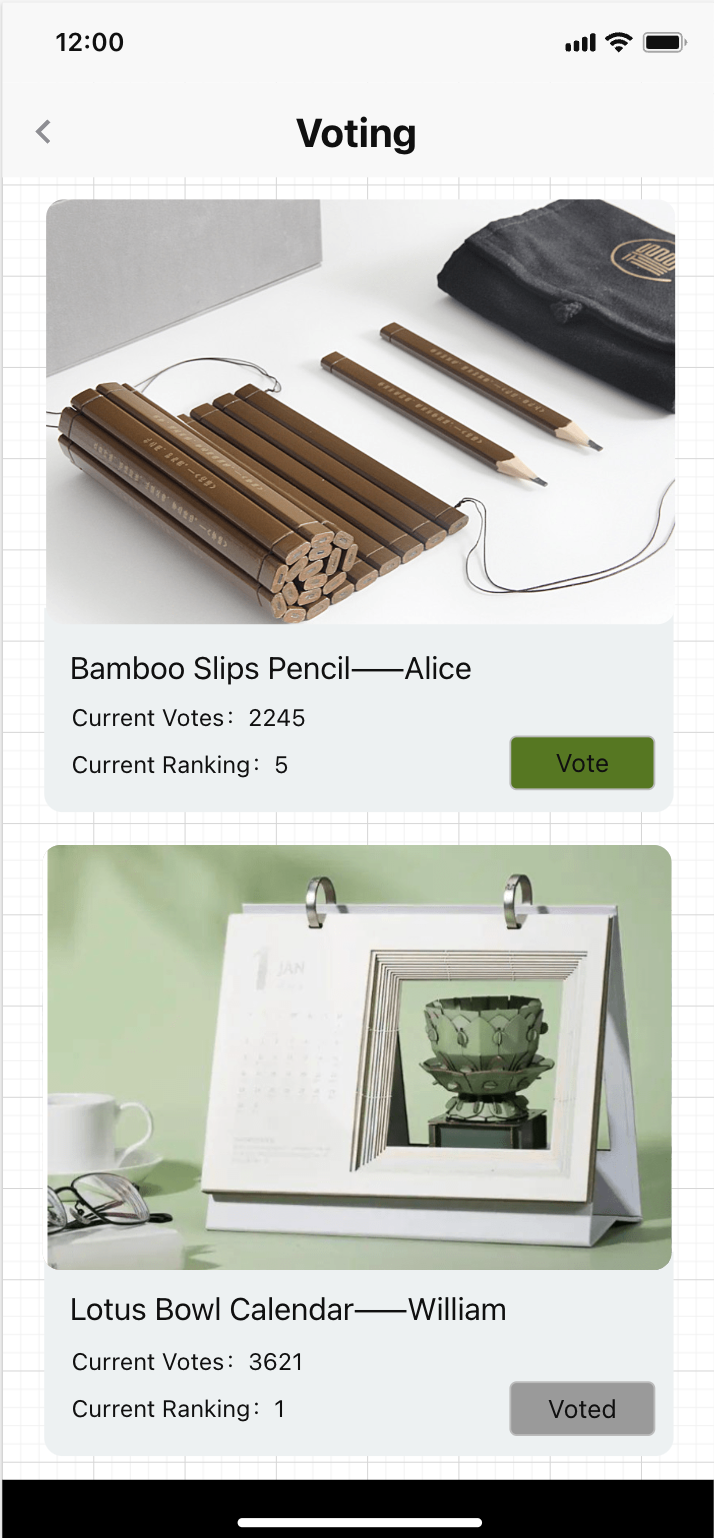 12:00
Voting
Bamboo Slips Pencil——Alice
Current Votes：2245
Current Ranking：5
Vote
JAN
Lotus Bowl Calendar——William
Current Votes：3621
Current Ranking：1
Voted